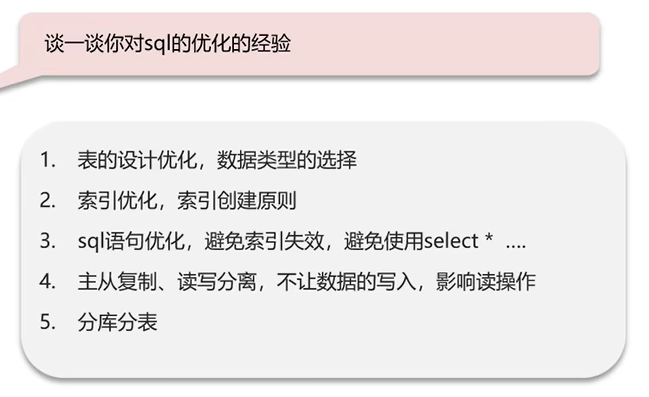 谈一谈你对sql的优化的经验
1. 表的设计优化，数据类型的选择
2. 索引优化，索引创建原则
3. sql语句优化，避免索引失效，避免使用select * ....
4. 主从复制、读写分离，不让数据的写入，影响读操作
5. 分库分表